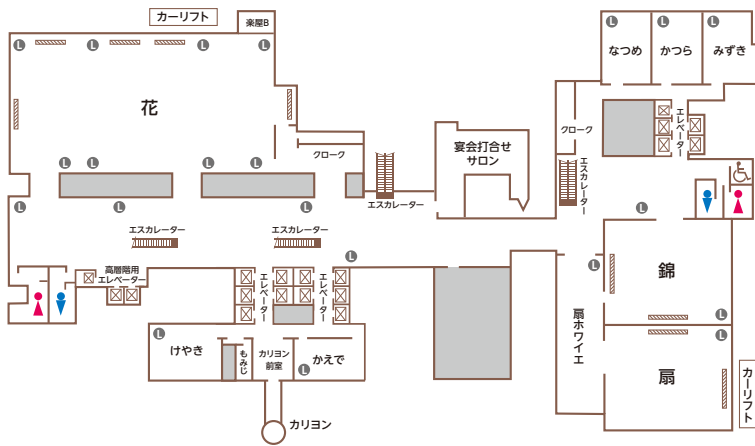 カーリフト
楽屋B
L
L
L
L
L
L
L
なつめ
かつら
みずき
花
エレベーター
クローク
クローク
宴会打合せ
サロン
L
L
L
L
エスカレーター
エスカレーター
L
L
L
L
エスカレーター
エスカレーター
L
L
錦
高層階用
エレベーター
エレベーター
エレベーター
扇ホワイエ
L
L
L
けやき
もみじ
カリヨン
前室
かえで
L
扇
カーリフト
カリヨン